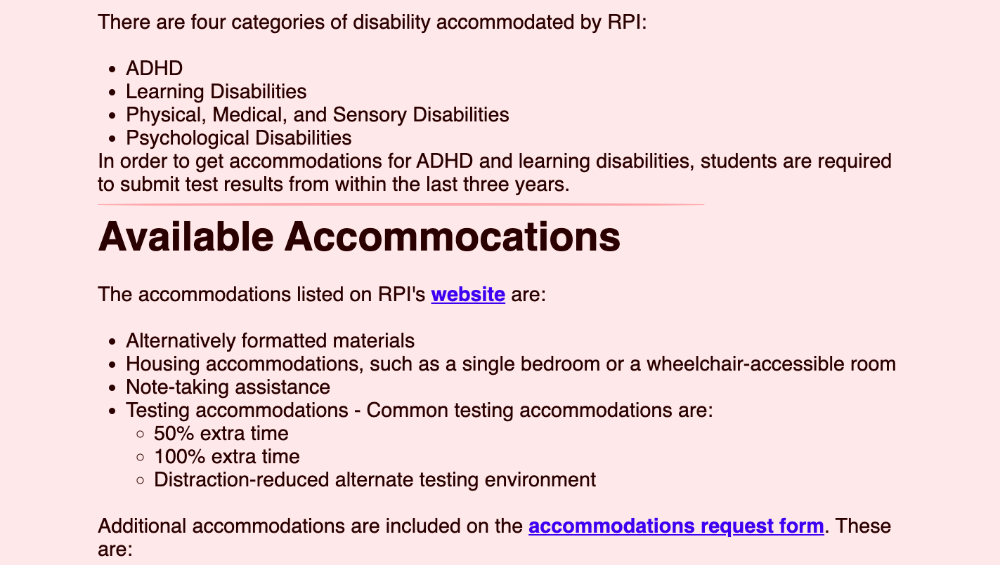 There are four categories of disability accommodated by RPI:
ADHD
Learning Disabilities
Physical, Medical, and Sensory Disabilities
Psychological Disabilities
In order to get accommodations for ADHD and learning disabilities, students are required
to submit test results from within the last three years.
Available Accommocations
The accommodations listed on RPI's website are:
Alternatively formatted materials
Housing accommodations, such as a single bedroom or a wheelchair-accessible room
Note-taking assistance
Testing accommodations - Common testing accommodations are:
50% extra time
100% extra time
Distraction-reduced alternate testing environment
Additional accommodations are included on the accommodations request form. These
are: